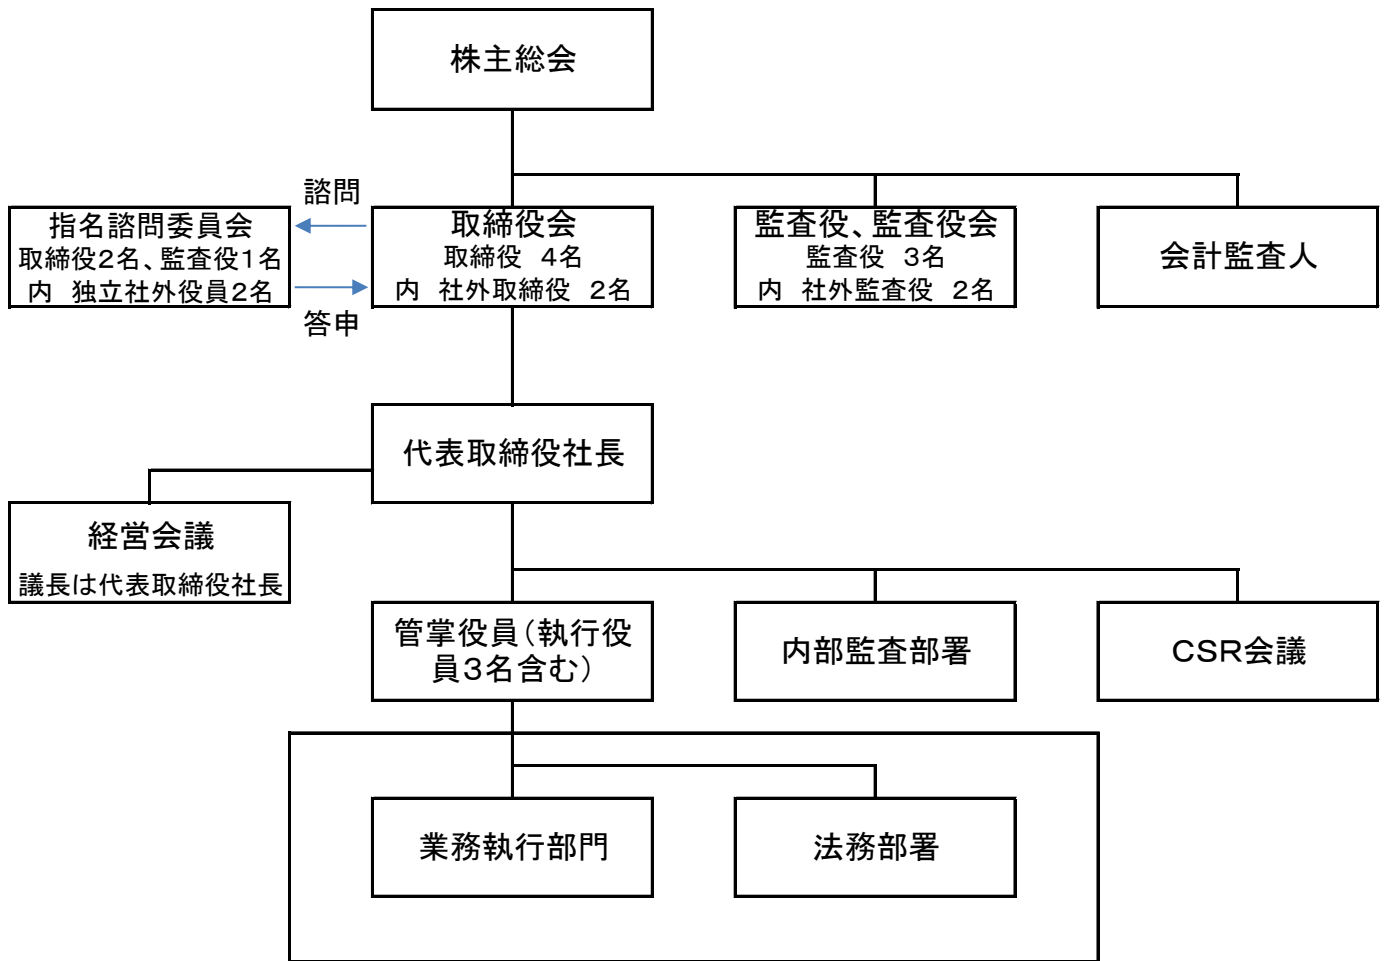 株主総会
諮問
指名諮問委員会
取締役2名、監査役1名
内　独立社外役員2名
取締役会
取締役　4名
内　社外取締役　2名
監査役、監査役会
監査役　3名
内　社外監査役　2名
会計監査人
答申
代表取締役社長
経営会議
議長は代表取締役社長
管掌役員（執行役
員3名含む）
内部監査部署
CSR会議
業務執行部門
法務部署